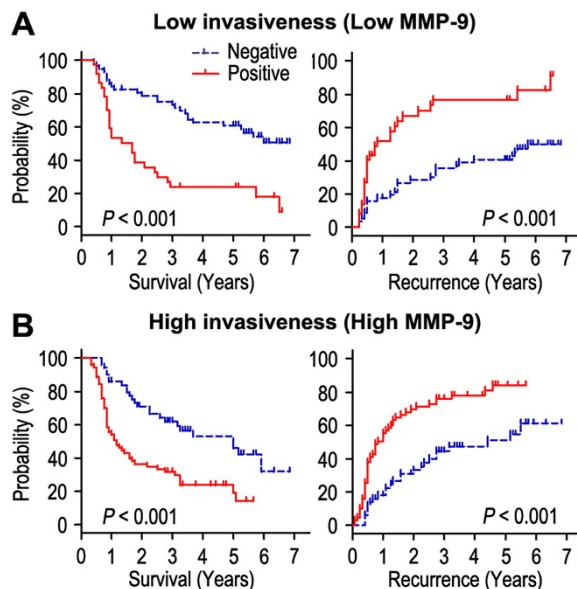 A
Low invasiveness (Low MMP-9)
Probability (%)
100
80
60
40
20
0
Negative
Positive
P < 0.001
0 1 2 3 4 5 6 7
Survival (Years)
100
80
60
40
20
0
P < 0.001
0 1 2 3 4 5 6 7
Recurrence (Years)
B
High invasiveness (High MMP-9)
Probability (%)
100
80
60
40
20
0
P < 0.001
0 1 2 3 4 5 6 7
Survival (Years)
100
80
60
40
20
0
P < 0.001
0 1 2 3 4 5 6 7
Recurrence (Years)